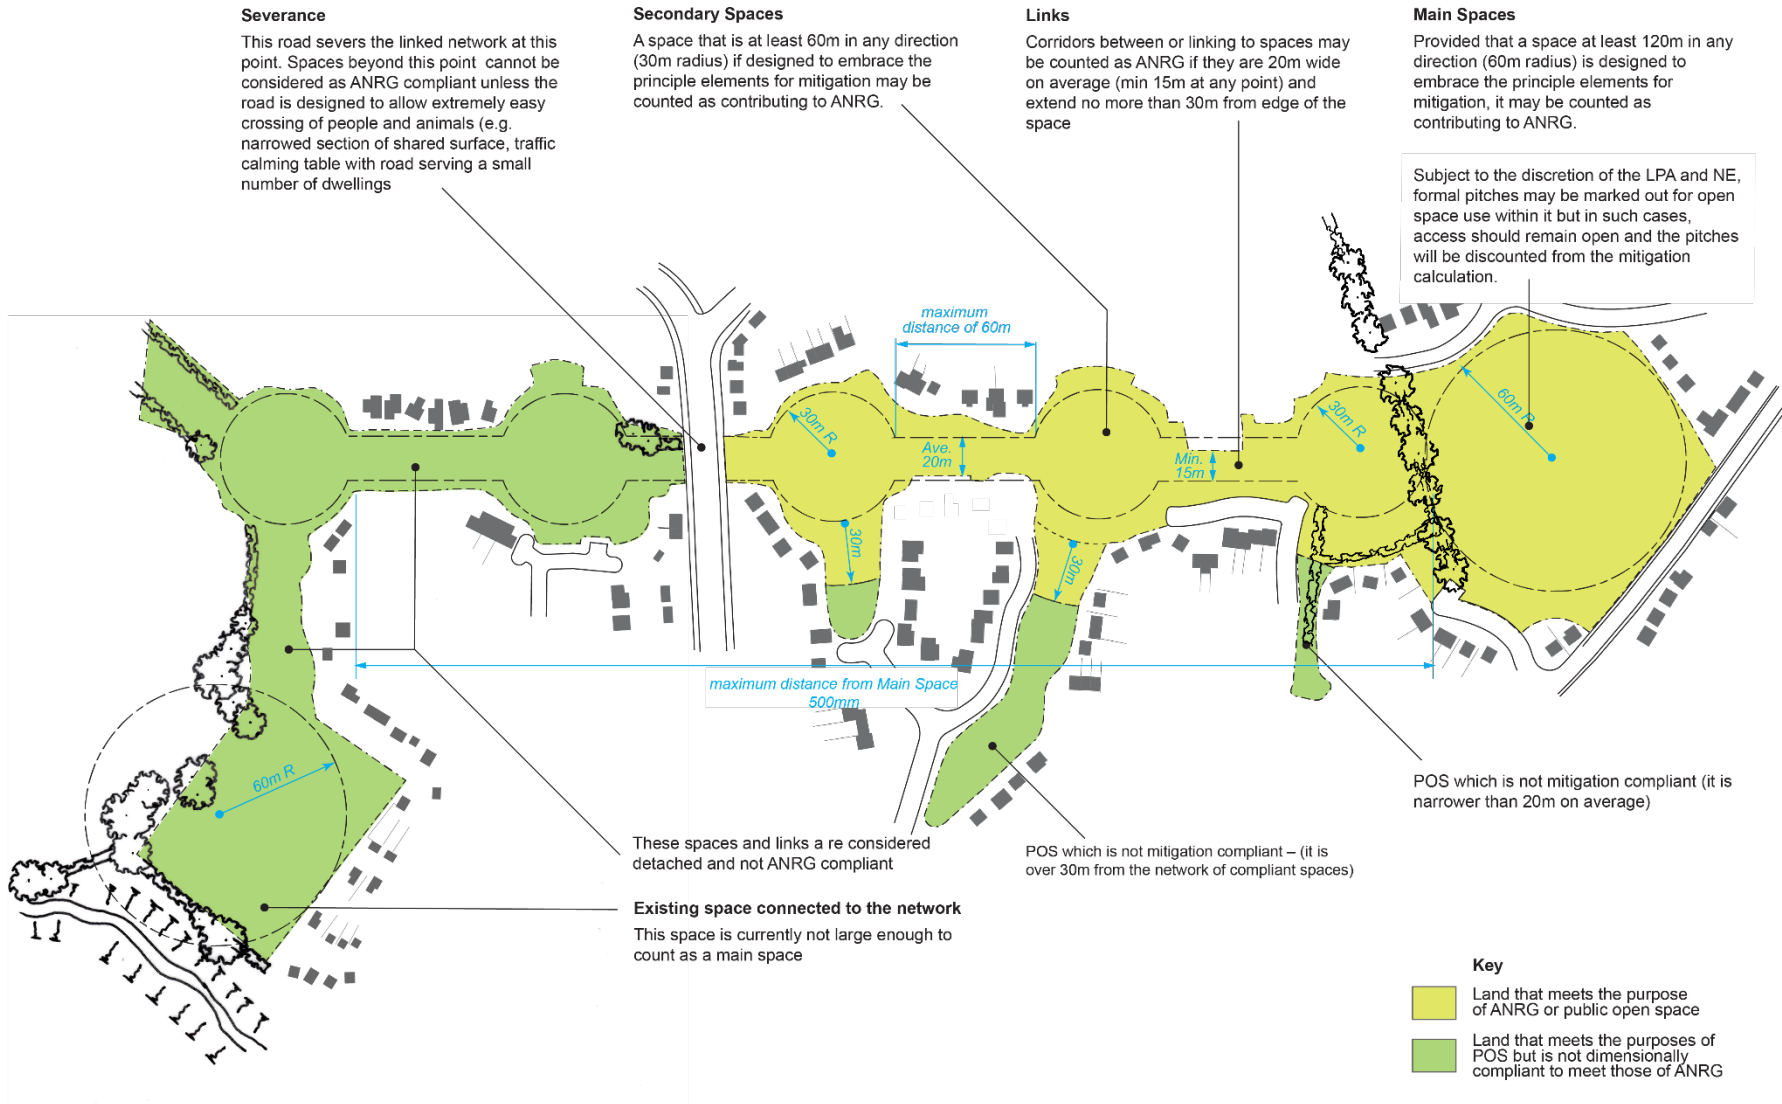 Severance
This road severs the linked network at this
point. Spaces beyond this point  cannot be
considered as ANRG compliant unless the
road is designed to allow extremely easy
crossing of people and animals (e.g.
narrowed section of shared surface, traffic
calming table with road serving a small
number of dwellings
Secondary Spaces
A space that is at least 60m in any direction
(30m radius) if designed to embrace the
principle elements for mitigation may be
counted as contributing to ANRG.
Links
Corridors between or linking to spaces may
be counted as ANRG if they are 20m wide
on average (min 15m at any point) and
extend no more than 30m from edge of the
space
Main Spaces
Provided that a space at least 120m in any
direction (60m radius) is designed to
embrace the principle elements for
mitigation, it may be counted as
contributing to ANRG.
Subject to the discretion of the LPA and NE,
formal pitches may be marked out for open
space use within it but in such cases,
access should remain open and the pitches
will be discounted from the mitigation
calculation.
maximum
distance of 60m
30m R
Ave.
20m
Min.
15m
30m R
60m R
30m
30m
maximum distance from Main Space
500mm
60m R
POS which is not mitigation compliant (it is
narrower than 20m on average)
These spaces and links a re considered
detached and not ANRG compliant
POS which is not mitigation compliant – (it is
over 30m from the network of compliant spaces)
Existing space connected to the network
This space is currently not large enough to
count as a main space
Key
Land that meets the purpose
of ANRG or public open space
Land that meets the purposes of
POS but is not dimensionally
compliant to meet those of ANRG